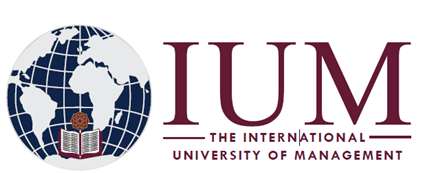 IUM
THE INTERNATIONAL
UNIVERSITY OF MANAGEMENT